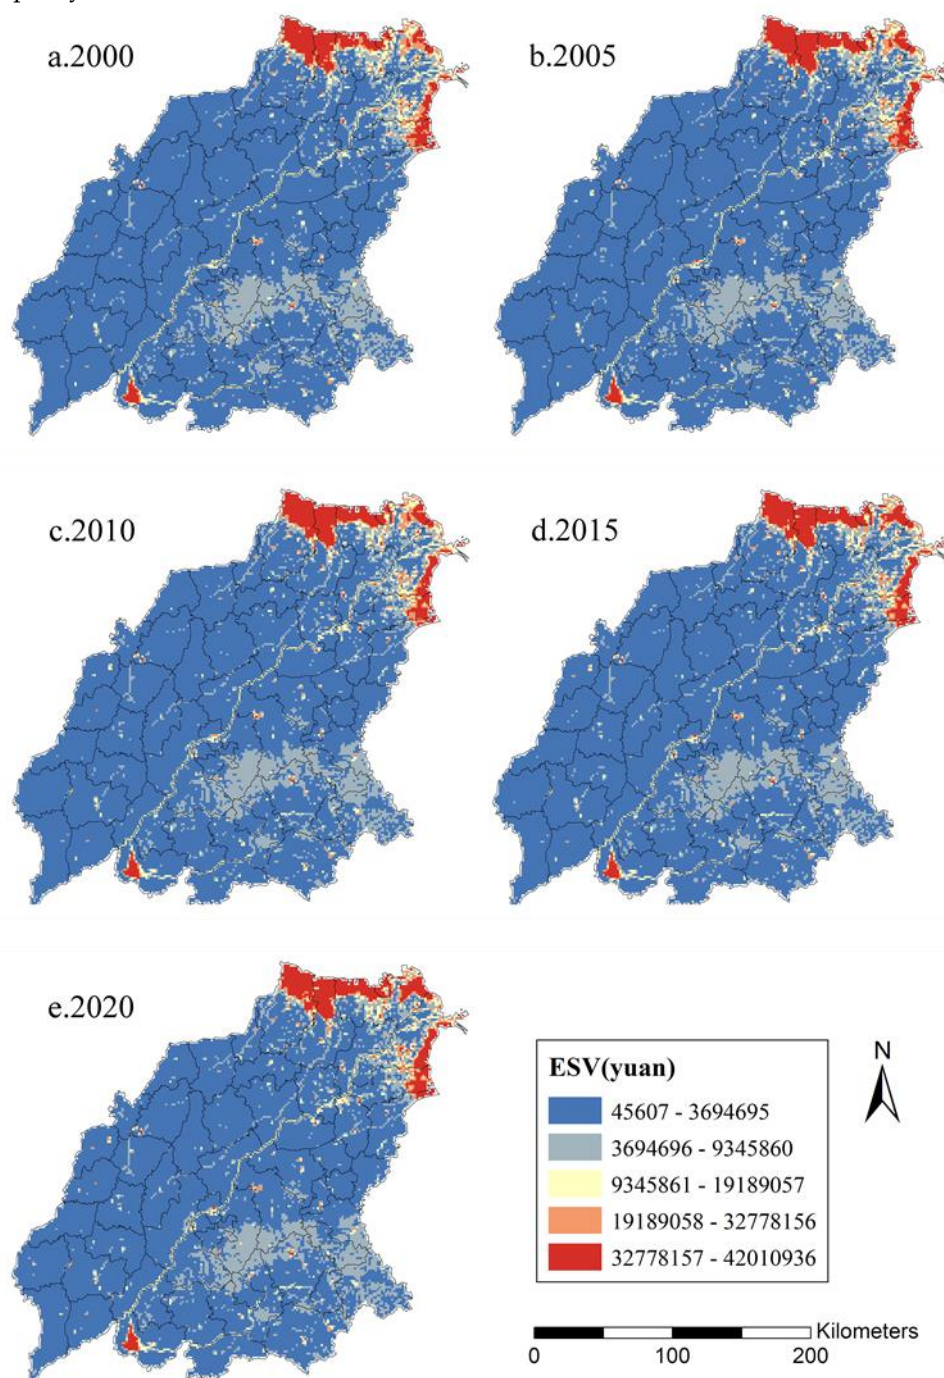 a.2000
b.2005
c.2010
d.2015
e.2020
ESV(yuan)
45607 - 3694695
3694696 - 9345860
9345861 - 19189057
19189058 - 32778156
32778157 - 42010936
N
Kilometers
0 100 200